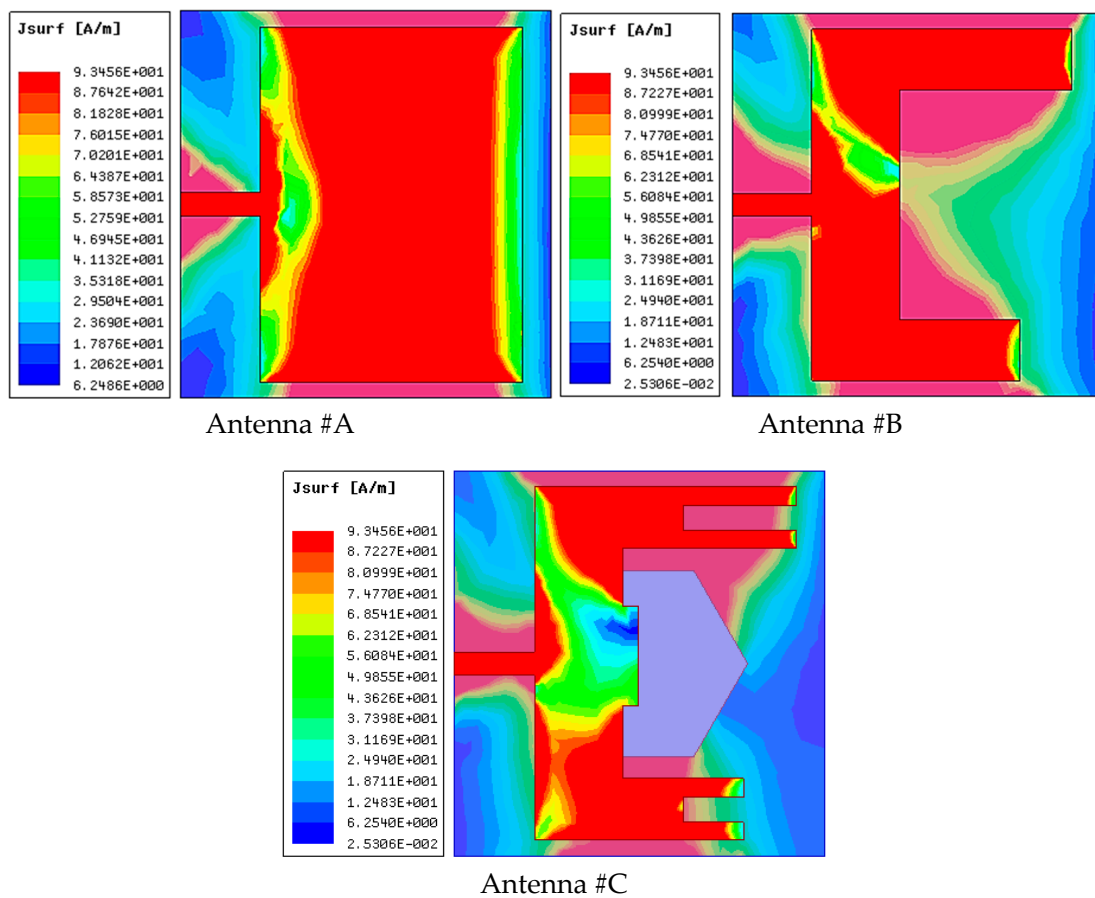 Jsurf [A/m]
9.3456E+001
8.7642E+001
8.1828E+001
7.6015E+001
7.0201E+001
6.4387E+001
5.8573E+001
5.2759E+001
4.6945E+001
4.1132E+001
3.5318E+001
2.9504E+001
2.3690E+001
1.7876E+001
1.2062E+001
6.2486E+000
Antenna #A
Jsurf [A/m]
9.3456E+001
8.7227E+001
8.0999E+001
7.4770E+001
6.8541E+001
6.2312E+001
5.6084E+001
4.9855E+001
4.3626E+001
3.7398E+001
3.1169E+001
2.4940E+001
1.8711E+001
1.2483E+001
6.2540E+000
2.5306E-002
Antenna #B
Jsurf [A/m]
9.3456E+001
8.7227E+001
8.0999E+001
7.4770E+001
6.8541E+001
6.2312E+001
5.6084E+001
4.9855E+001
4.3626E+001
3.7398E+001
3.1169E+001
2.4940E+001
1.8711E+001
1.2483E+001
6.2540E+000
2.5306E-002
Antenna #C